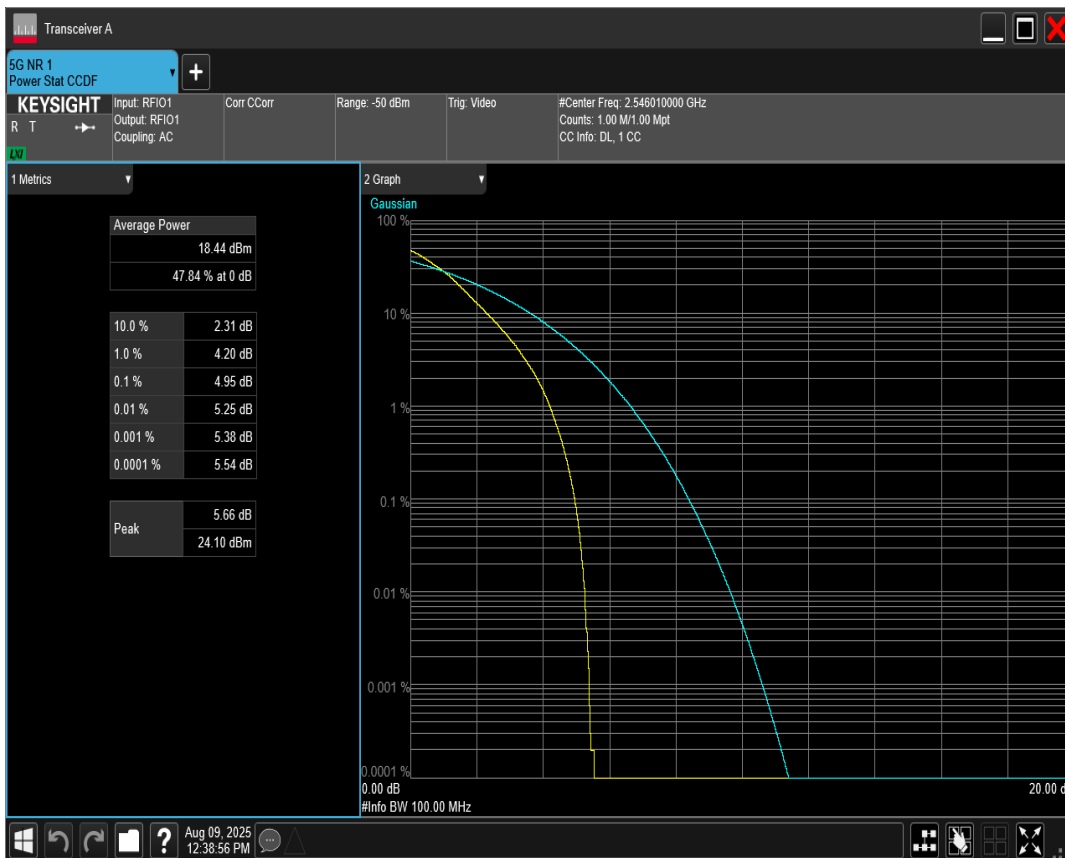 Transceiver A
5G NR 1
Power Stat CCDF
KEYSIGHT
R T
LXI
Input: RFIO1
Output: RFIO1
Coupling: AC
Corr CCorr
Range: -50 dBm
Trig: Video
#Center Freq: 2.546010000 GHz
Counts: 1.00 M/1.00 Mpt
CC Info: DL, 1 CC
1 Metrics
Average Power
18.44 dBm
47.84 % at 0 dB
10.0 % 2.31 dB
1.0 % 4.20 dB
0.1 % 4.95 dB
0.01 % 5.25 dB
0.001 % 5.38 dB
0.0001 % 5.54 dB
Peak
5.66 dB
24.10 dBm
2 Graph
Gaussian
100 %
10 %
1 %
0.1 %
0.01 %
0.001 %
0.0001 %
0.00 dB
20.00 d
#Info BW 100.00 MHz
Aug 09, 2025
12:38:56 PM